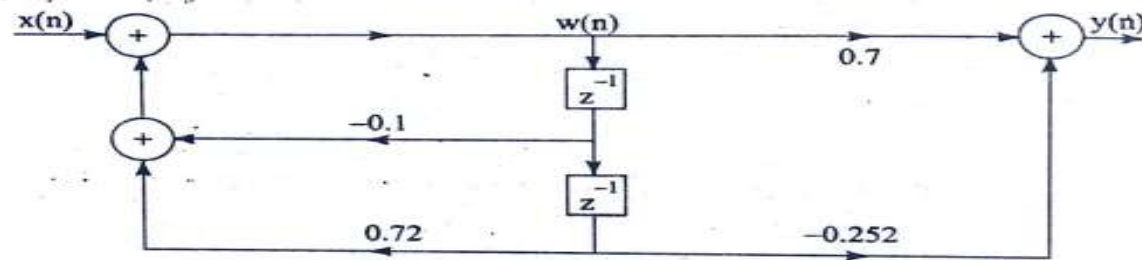 x(n) + w(n) + y(n)
0.7
z⁻¹
+ −0.1
z⁻¹
0.72 −0.252